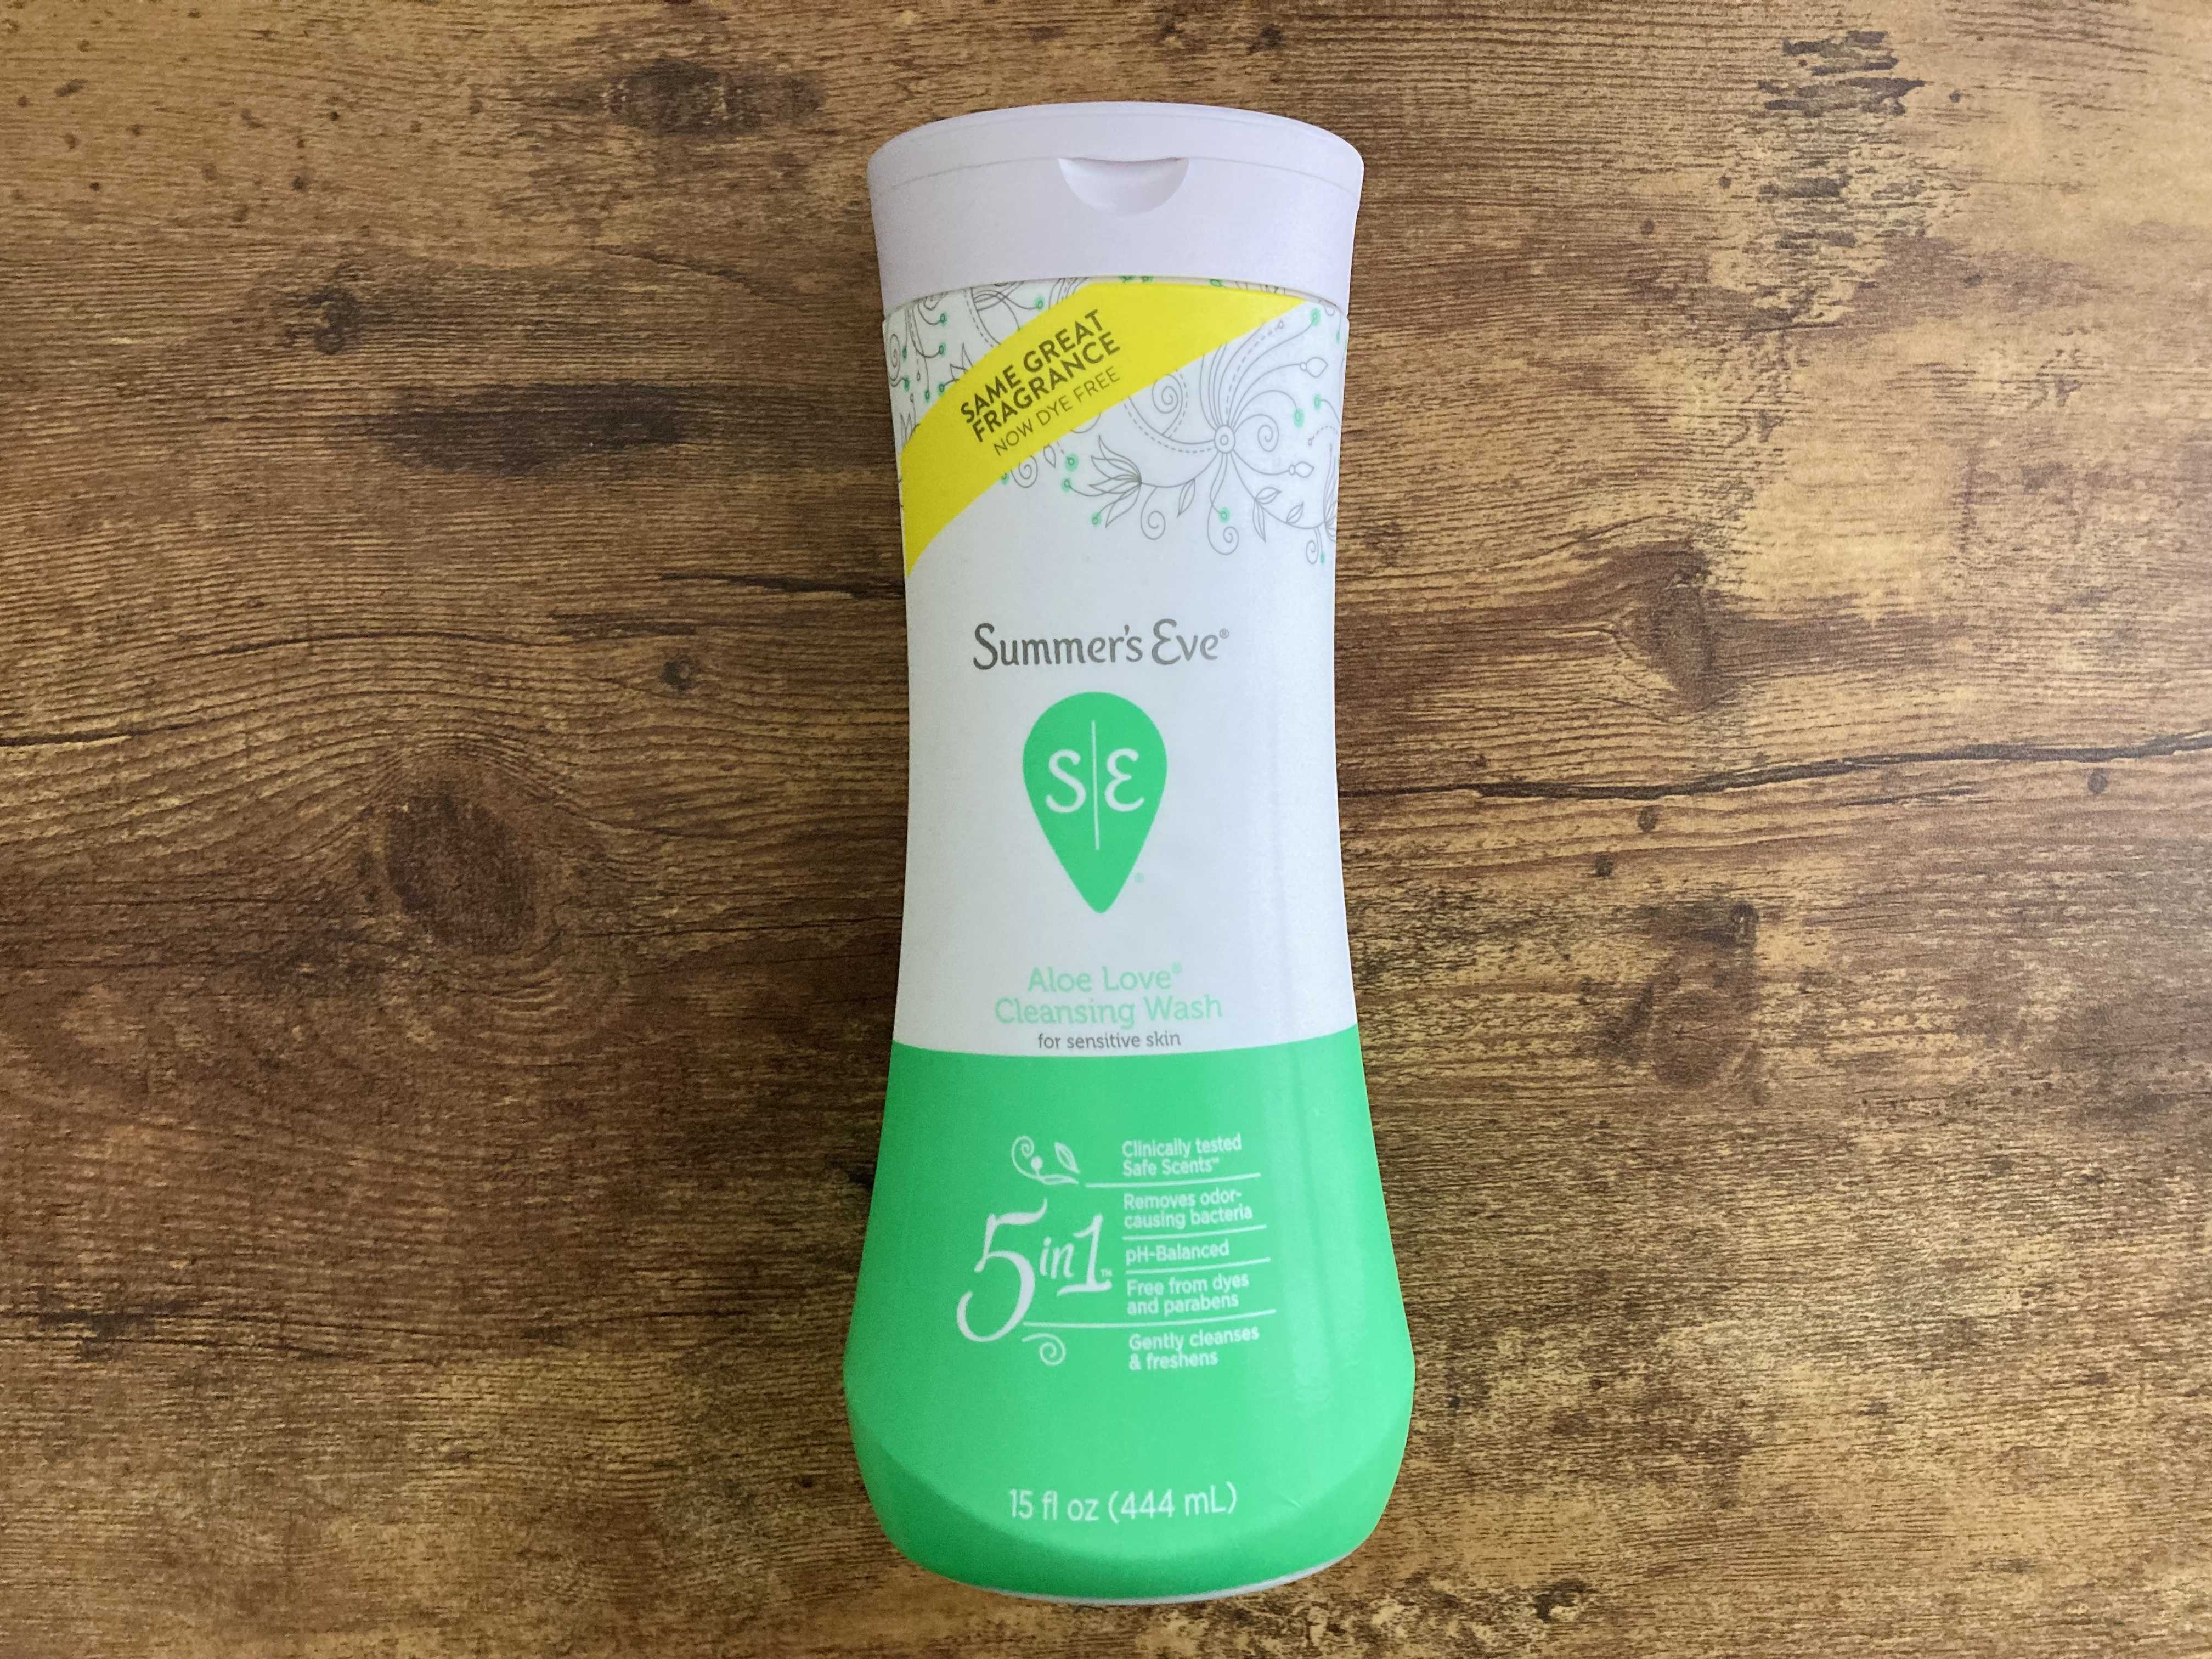 SAME GREAT
FRAGRANCE
NOW DYE FREE
Summer's Eve®
S|E®
Aloe Love®
Cleansing Wash
for sensitive skin
5in1™
Clinically tested
Safe Scents™
Removes odor-
causing bacteria
pH-Balanced
Free from dyes
and parabens
Gently cleanses
& freshens
15 fl oz (444 mL)